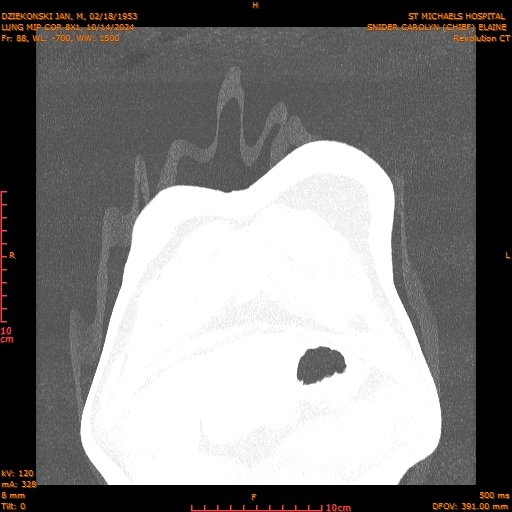 H
DZIEKONSKI JAN, M, 02/18/1953
LUNG MIP COR 8X1, 10/14/2024
Fr: 88, WL: -700, WW: 1500
ST MICHAELS HOSPITAL
SNIDER CAROLYN (CHIEF) ELAINE
Revolution CT
R
L
10
cm
kV: 120
mA: 328
8 mm
Tilt: 0
F
10cm
500 ms
DFOV: 391.00 mm